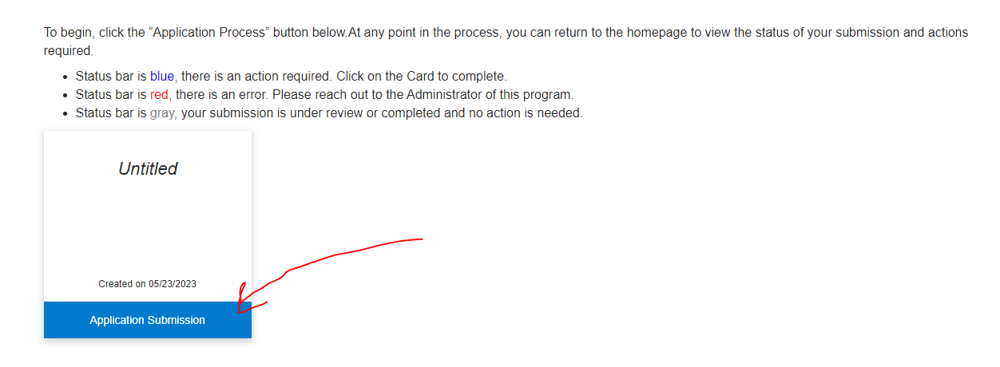 To begin, click the “Application Process” button below.At any point in the process, you can return to the homepage to view the status of your submission and actions
required.
• Status bar is blue, there is an action required. Click on the Card to complete.
• Status bar is red, there is an error. Please reach out to the Administrator of this program.
• Status bar is gray, your submission is under review or completed and no action is needed.
Untitled
Created on 05/23/2023
Application Submission